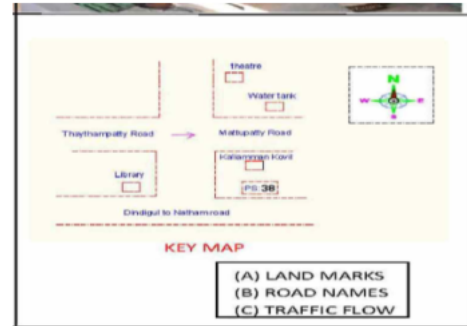 theatre
N
Water tank
W
E
S
Thaythampatty Road
Mattupatty Road
Kaliamman Kovil
Library
PS 38
Dindigul to Natham road
KEY MAP
(A) LAND MARKS
(B) ROAD NAMES
(C) TRAFFIC FLOW